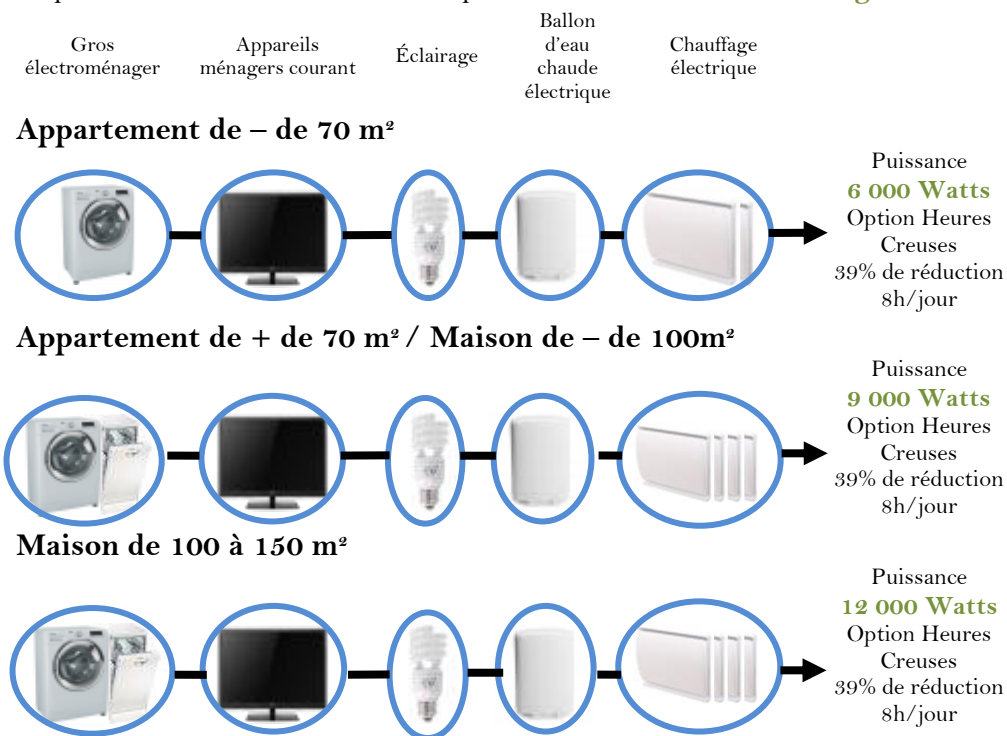 Gros
électroménager
Appareils
ménagers courant
Éclairage
Ballon
d'eau
chaude
électrique
Chauffage
électrique
Appartement de – de 70 m²
Puissance
6 000 Watts
Option Heures
Creuses
39% de réduction
8h/jour
Appartement de + de 70 m² / Maison de – de 100m²
Puissance
9 000 Watts
Option Heures
Creuses
39% de réduction
8h/jour
Maison de 100 à 150 m²
Puissance
12 000 Watts
Option Heures
Creuses
39% de réduction
8h/jour